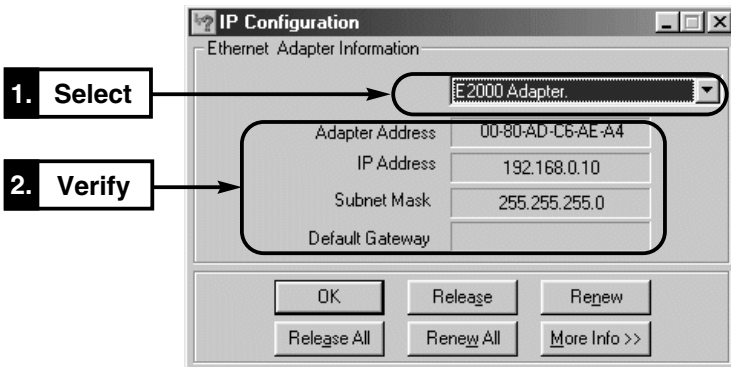 IP Configuration
Ethernet Adapter Information
1. Select
E2000 Adapter.
2. Verify
Adapter Address 00-80-AD-C6-AE-A4
IP Address 192.168.0.10
Subnet Mask 255.255.255.0
Default Gateway
OK Release Renew
Release All Renew All More Info >>